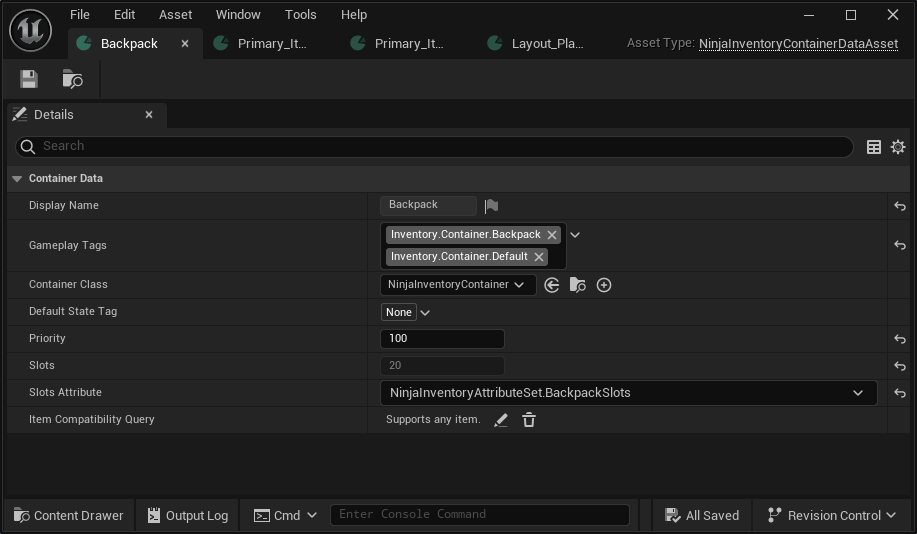 File Edit Asset Window Tools Help
Backpack Primary_It... Primary_It... Layout_Pla... Asset Type: NinjaInventoryContainerDataAsset
Details
Search
Container Data
Display Name Backpack
Gameplay Tags Inventory.Container.Backpack
Inventory.Container.Default
Container Class NinjaInventoryContainer
Default State Tag None
Priority 100
Slots 20
Slots Attribute NinjaInventoryAttributeSet.BackpackSlots
Item Compatibility Query Supports any item.
Content Drawer Output Log Cmd Enter Console Command All Saved Revision Control